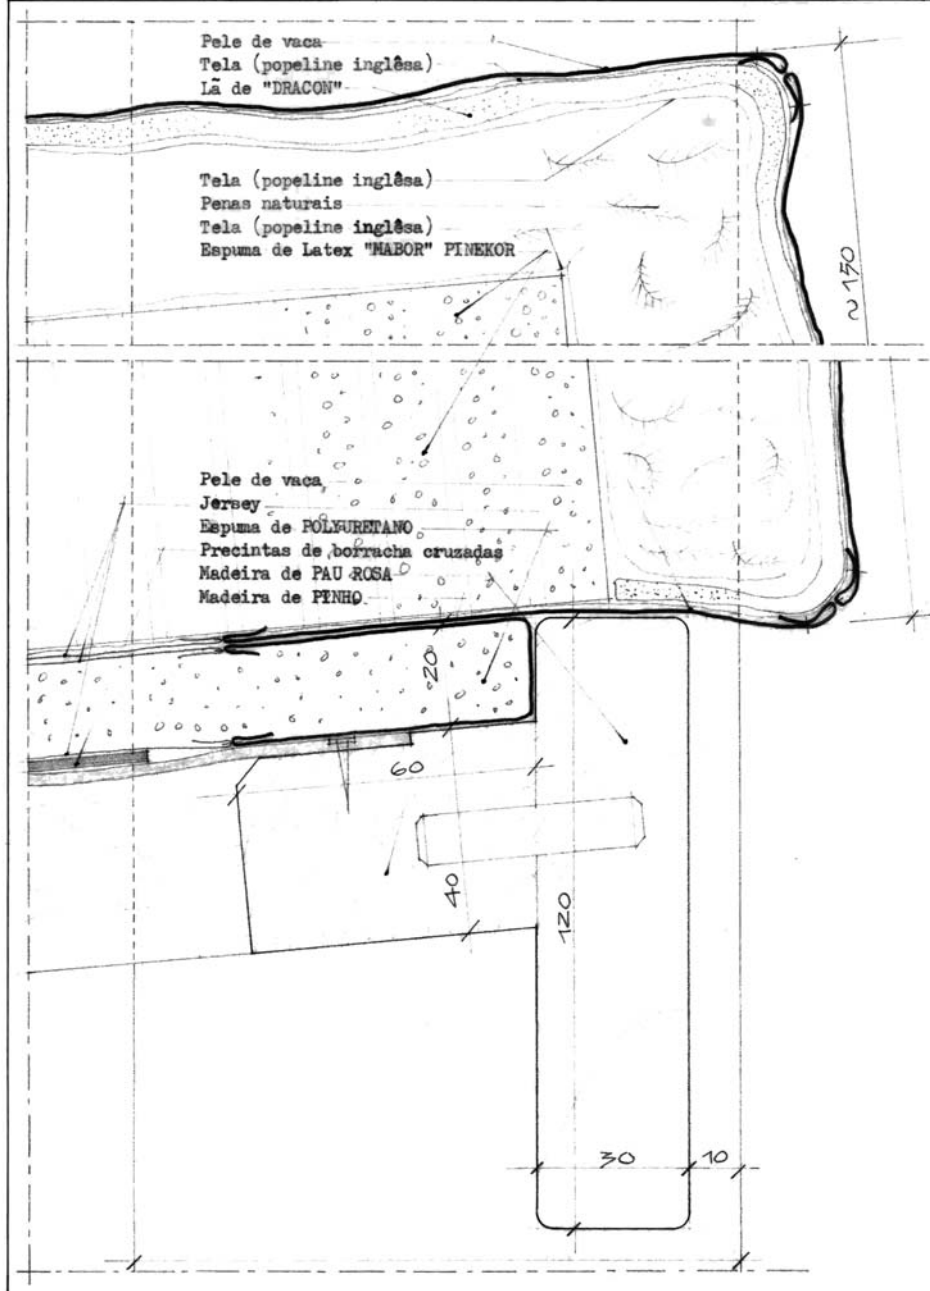 Pele de vaca
Tela (popeline inglêsa)
Lã de "DRACON"
Tela (popeline inglêsa)
Penas naturais
Tela (popeline inglêsa)
Espuma de Latex "MABOR" PINEKOR
~150
Pele de vaca
Jersey
Espuma de POLYURETANO
Precintas de borracha cruzadas
Madeira de PAU ROSA
Madeira de PINHO
20
60
40
120
30
10